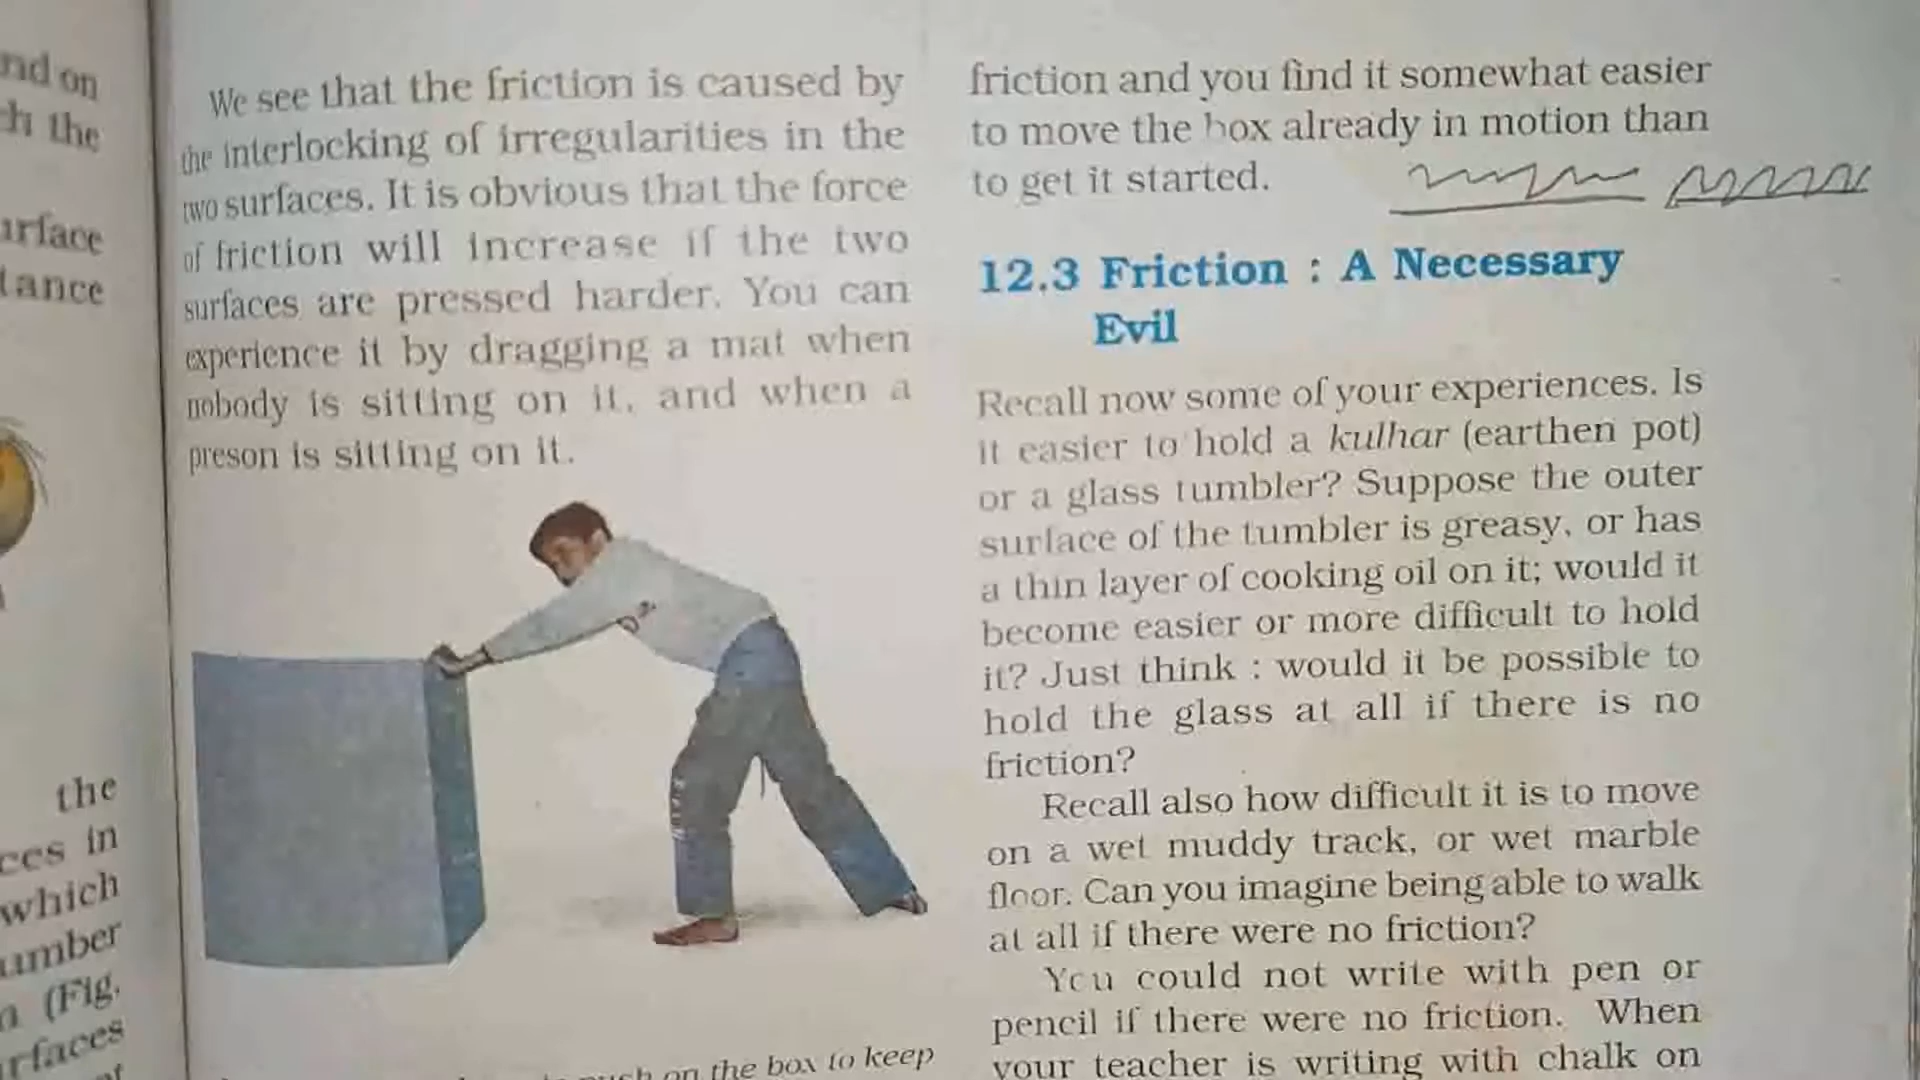 nd on
ch the
urface
tance
the
ces in
which
umber
n (Fig.
rfaces
We see that the friction is caused by
the interlocking of irregularities in the
two surfaces. It is obvious that the force
of friction will increase if the two
surfaces are pressed harder. You can
experience it by dragging a mat when
nobody is sitting on it, and when a
preson is sitting on it.
push on the box to keep
friction and you find it somewhat easier
to move the box already in motion than
to get it started.
12.3 Friction : A Necessary
Evil
Recall now some of your experiences. Is
it easier to hold a kulhar (earthen pot)
or a glass tumbler? Suppose the outer
surface of the tumbler is greasy, or has
a thin layer of cooking oil on it; would it
become easier or more difficult to hold
it? Just think : would it be possible to
hold the glass at all if there is no
friction?
Recall also how difficult it is to move
on a wet muddy track, or wet marble
floor. Can you imagine being able to walk
at all if there were no friction?
You could not write with pen or
pencil if there were no friction. When
your teacher is writing with chalk on